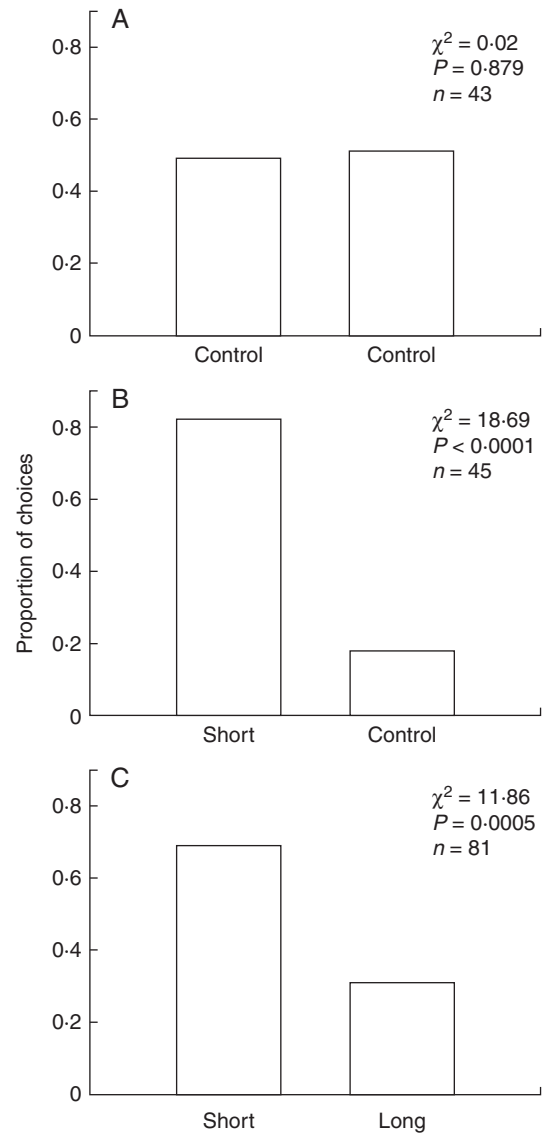 A
χ² = 0·02
P = 0·879
n = 43
0·8
0·6
0·4
0·2
0
Control Control
B
χ² = 18·69
P < 0·0001
n = 45
0·8
0·6
0·4
0·2
0
Short Control
Proportion of choices
C
χ² = 11·86
P = 0·0005
n = 81
0·8
0·6
0·4
0·2
0
Short Long